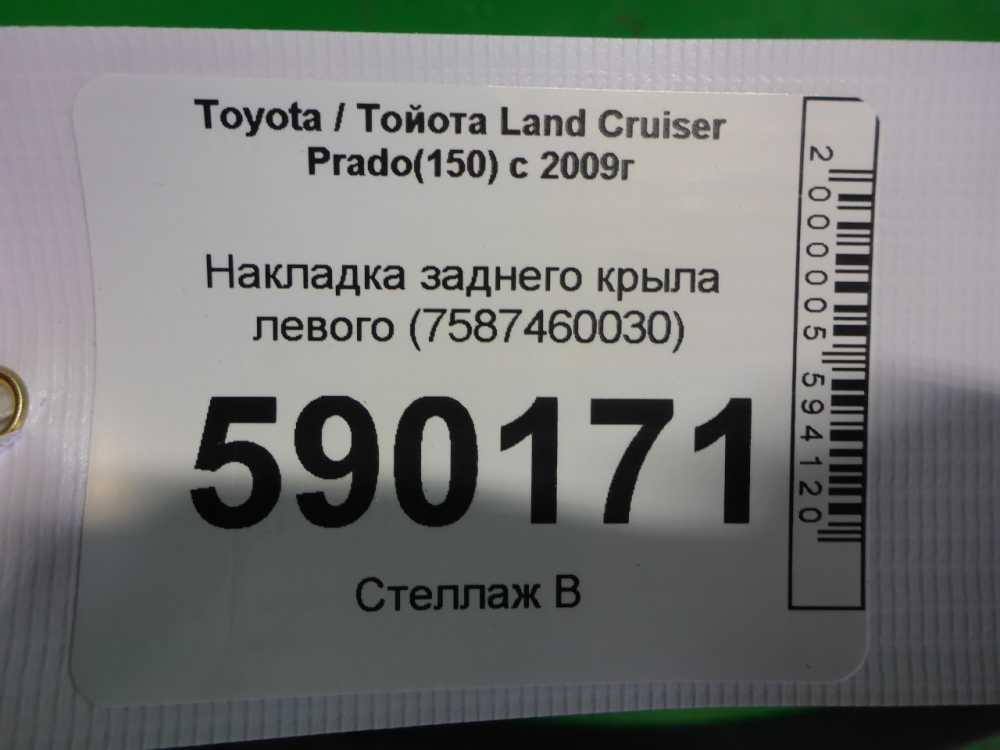 Toyota / Тойота Land Cruiser
Prado(150) с 2009г
Накладка заднего крыла
левого (7587460030)
590171
Стеллаж В
2000005594120